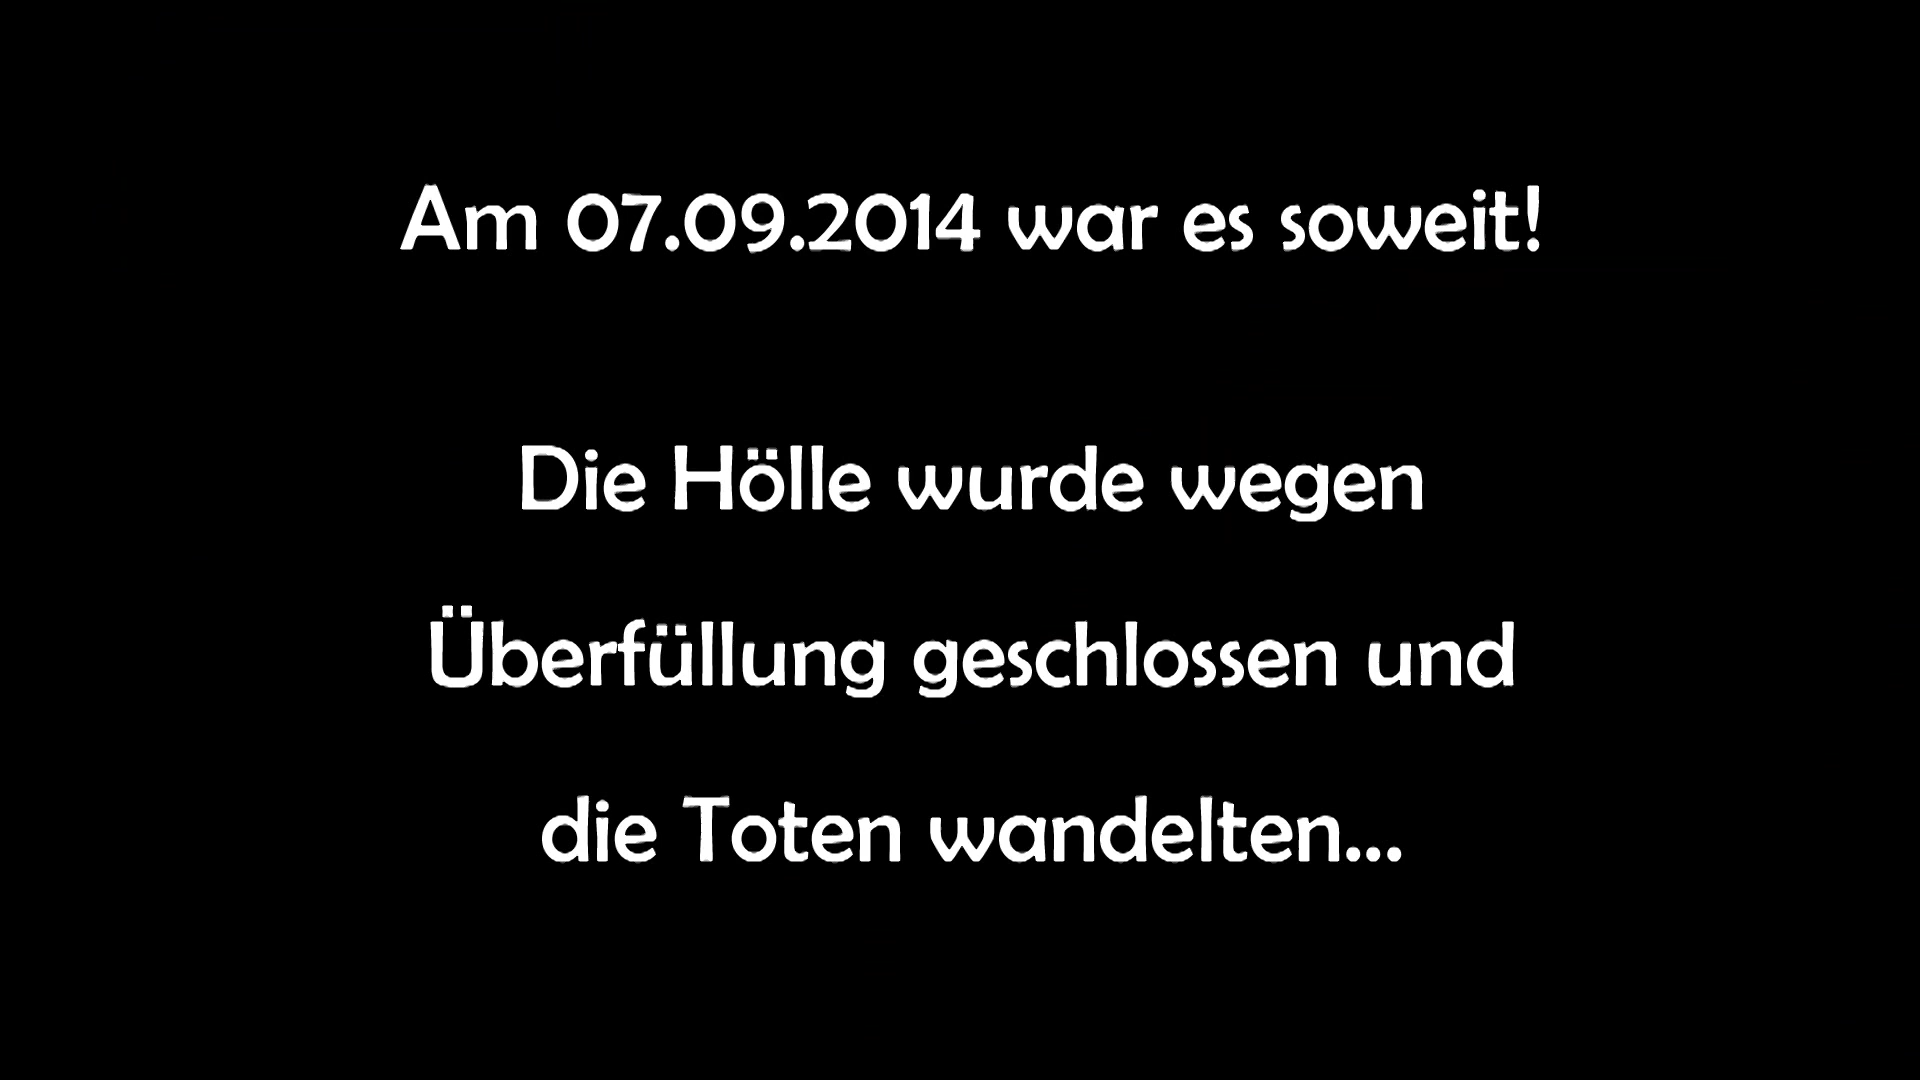 Am 07.09.2014 war es soweit!
Die Hölle wurde wegen
Überfüllung geschlossen und
die Toten wandelten...